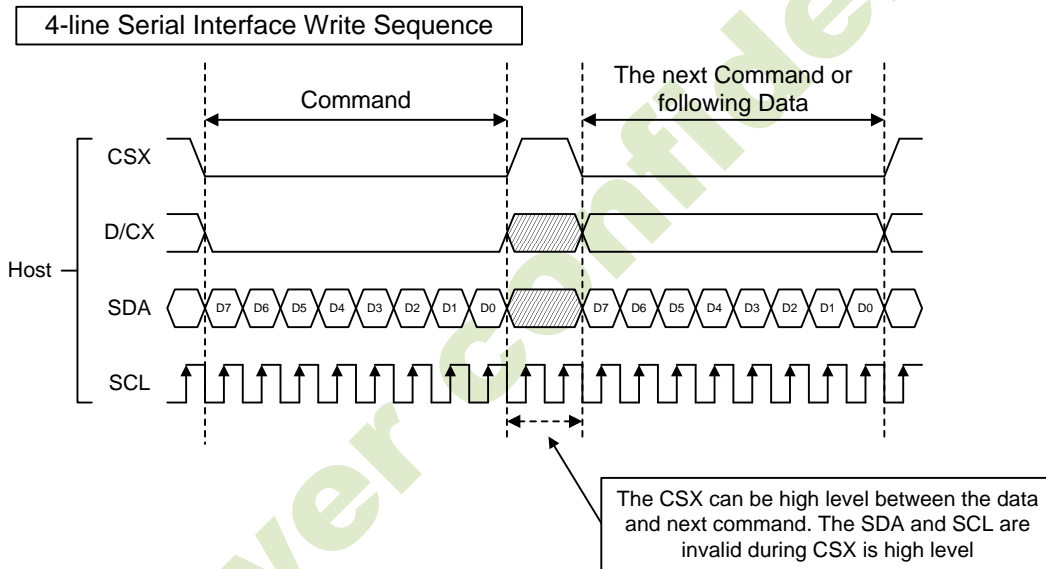 4-line Serial Interface Write Sequence
Command
The next Command or
following Data
CSX
D/CX
Host
SDA
D7 D6 D5 D4 D3 D2 D1 D0
D7 D6 D5 D4 D3 D2 D1 D0
SCL
The CSX can be high level between the data
and next command. The SDA and SCL are
invalid during CSX is high level
ver confide